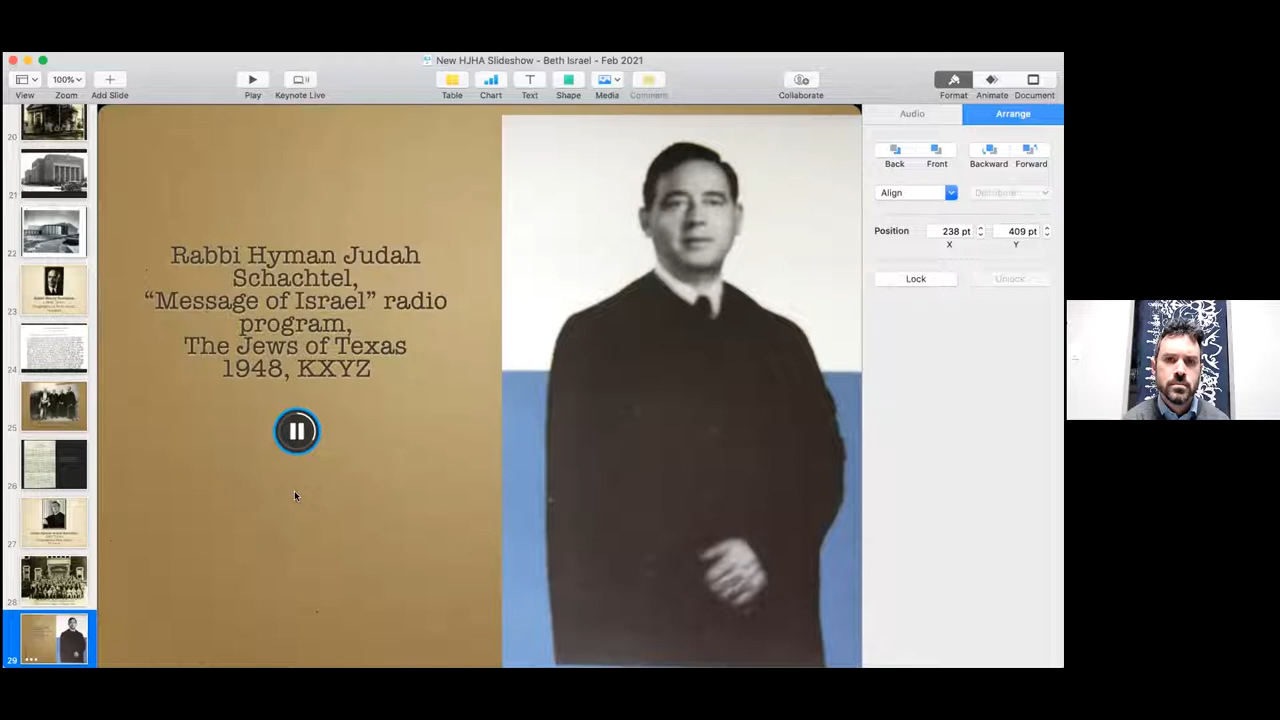 New HJHA Slideshow - Beth Israel - Feb 2021
100%
View
Zoom
Add Slide
Play
Keynote Live
Table
Chart
Text
Shape
Media
Comment
Collaborate
Format
Animate
Document
20
21
22
23
24
25
26
27
28
29
Rabbi Hyman Judah
Schachtel,
“Message of Israel” radio
program,
The Jews of Texas
1948, KXYZ
Audio
Arrange
Back
Front
Backward
Forward
Align
Distribute
Position
238 pt
409 pt
X
Y
Lock
Unlock